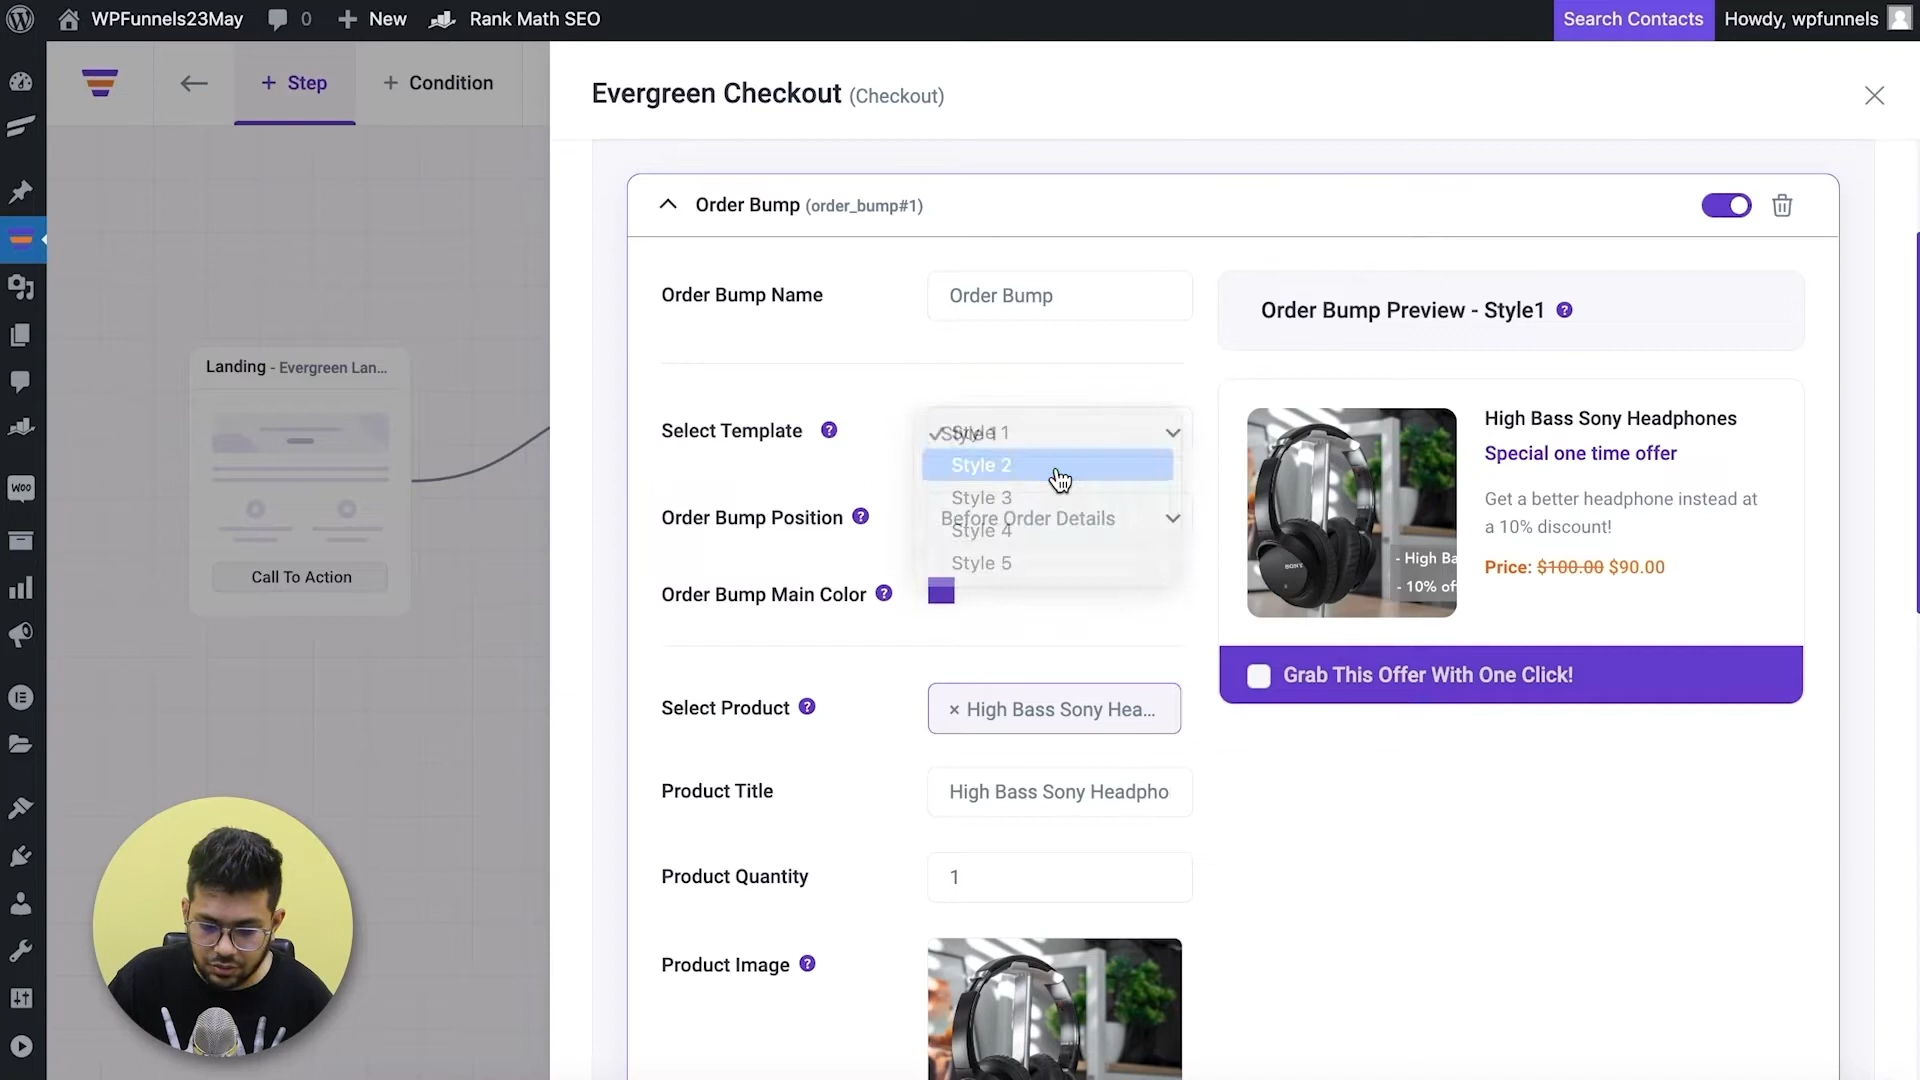 WPFunnels23May
0
New
Rank Math SEO
Search Contacts
Howdy, wpfunnels
+ Step
+ Condition
Evergreen Checkout (Checkout)
Order Bump (order_bump#1)
Order Bump Name
Order Bump
Order Bump Preview - Style1
Landing - Evergreen Lan...
Call To Action
Select Template
Style 1
Style1
Style 2
Style 3
Style 4
Style 5
Order Bump Position
Before Order Details
Order Bump Main Color
High Bass Sony Headphones
Special one time offer
Get a better headphone instead at
a 10% discount!
Price: $100.00 $90.00
SONY
- High Ba
- 10% of
Grab This Offer With One Click!
Select Product
× High Bass Sony Hea...
Product Title
High Bass Sony Headpho
Product Quantity
1
Product Image
WOO